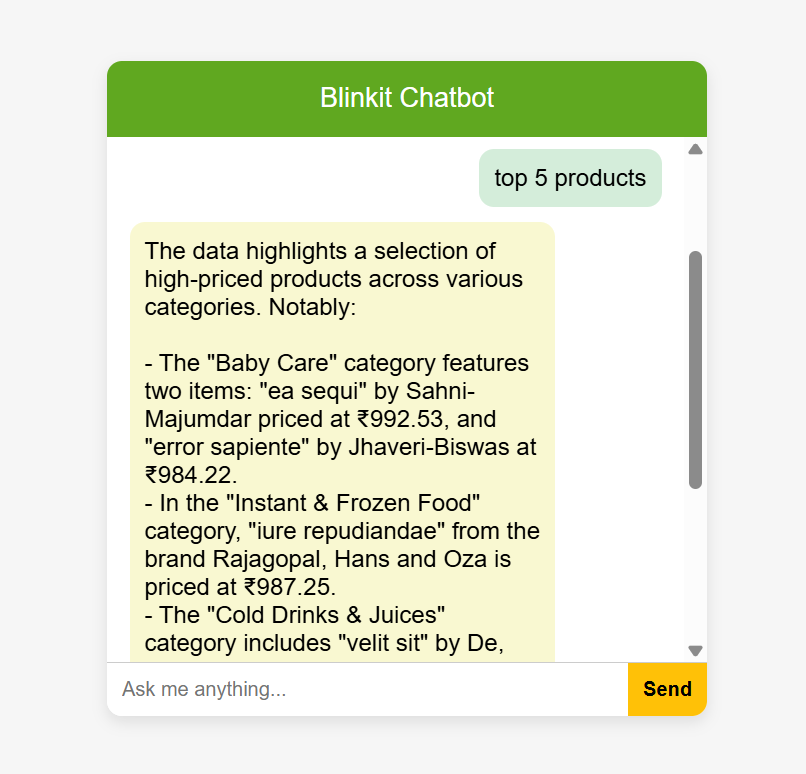 Blinkit Chatbot
top 5 products
The data highlights a selection of
high-priced products across various
categories. Notably:
- The "Baby Care" category features
two items: "ea sequi" by Sahni-
Majumdar priced at ₹992.53, and
"error sapiente" by Jhaveri-Biswas at
₹984.22.
- In the "Instant & Frozen Food"
category, "iure repudiandae" from the
brand Rajagopal, Hans and Oza is
priced at ₹987.25.
- The "Cold Drinks & Juices"
category includes "velit sit" by De,
Ask me anything...
Send